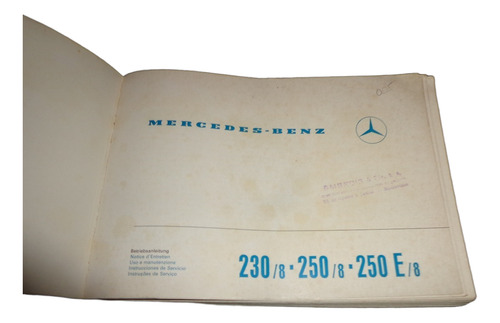 MERCEDES-BENZ
Betriebsanleitung
Notice d'Entretien
Uso e manutenzione
Instrucciones de Servicio
Instruções de Serviço
230/8 · 250/8 · 250 E/8